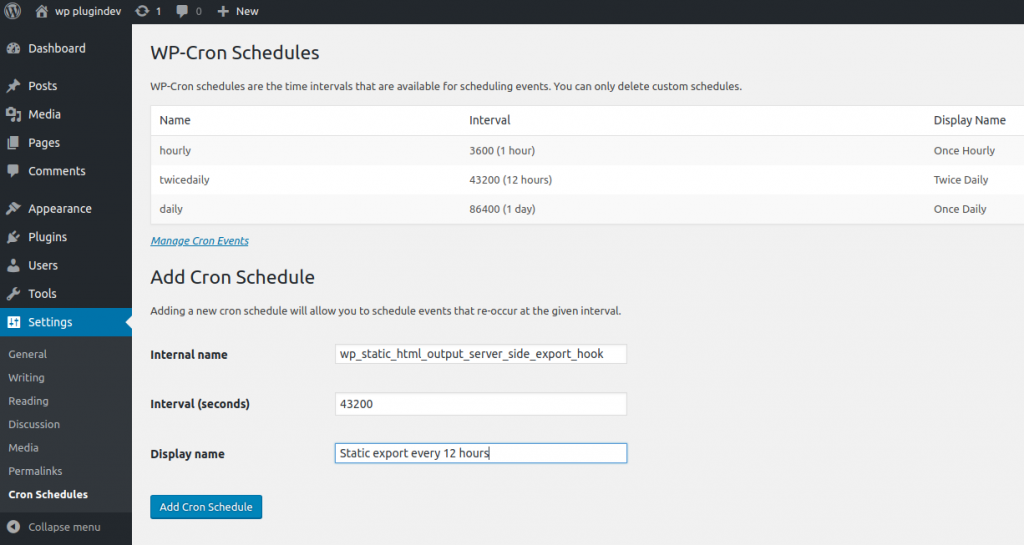 wp plugindev 1 0 New
Dashboard
Posts
Media
Pages
Comments
Appearance
Plugins
Users
Tools
Settings
General
Writing
Reading
Discussion
Media
Permalinks
Cron Schedules
Collapse menu
WP-Cron Schedules
WP-Cron schedules are the time intervals that are available for scheduling events. You can only delete custom schedules.
Name Interval Display Name
hourly 3600 (1 hour) Once Hourly
twicedaily 43200 (12 hours) Twice Daily
daily 86400 (1 day) Once Daily
Manage Cron Events
Add Cron Schedule
Adding a new cron schedule will allow you to schedule events that re-occur at the given interval.
Internal name wp_static_html_output_server_side_export_hook
Interval (seconds) 43200
Display name Static export every 12 hours
Add Cron Schedule